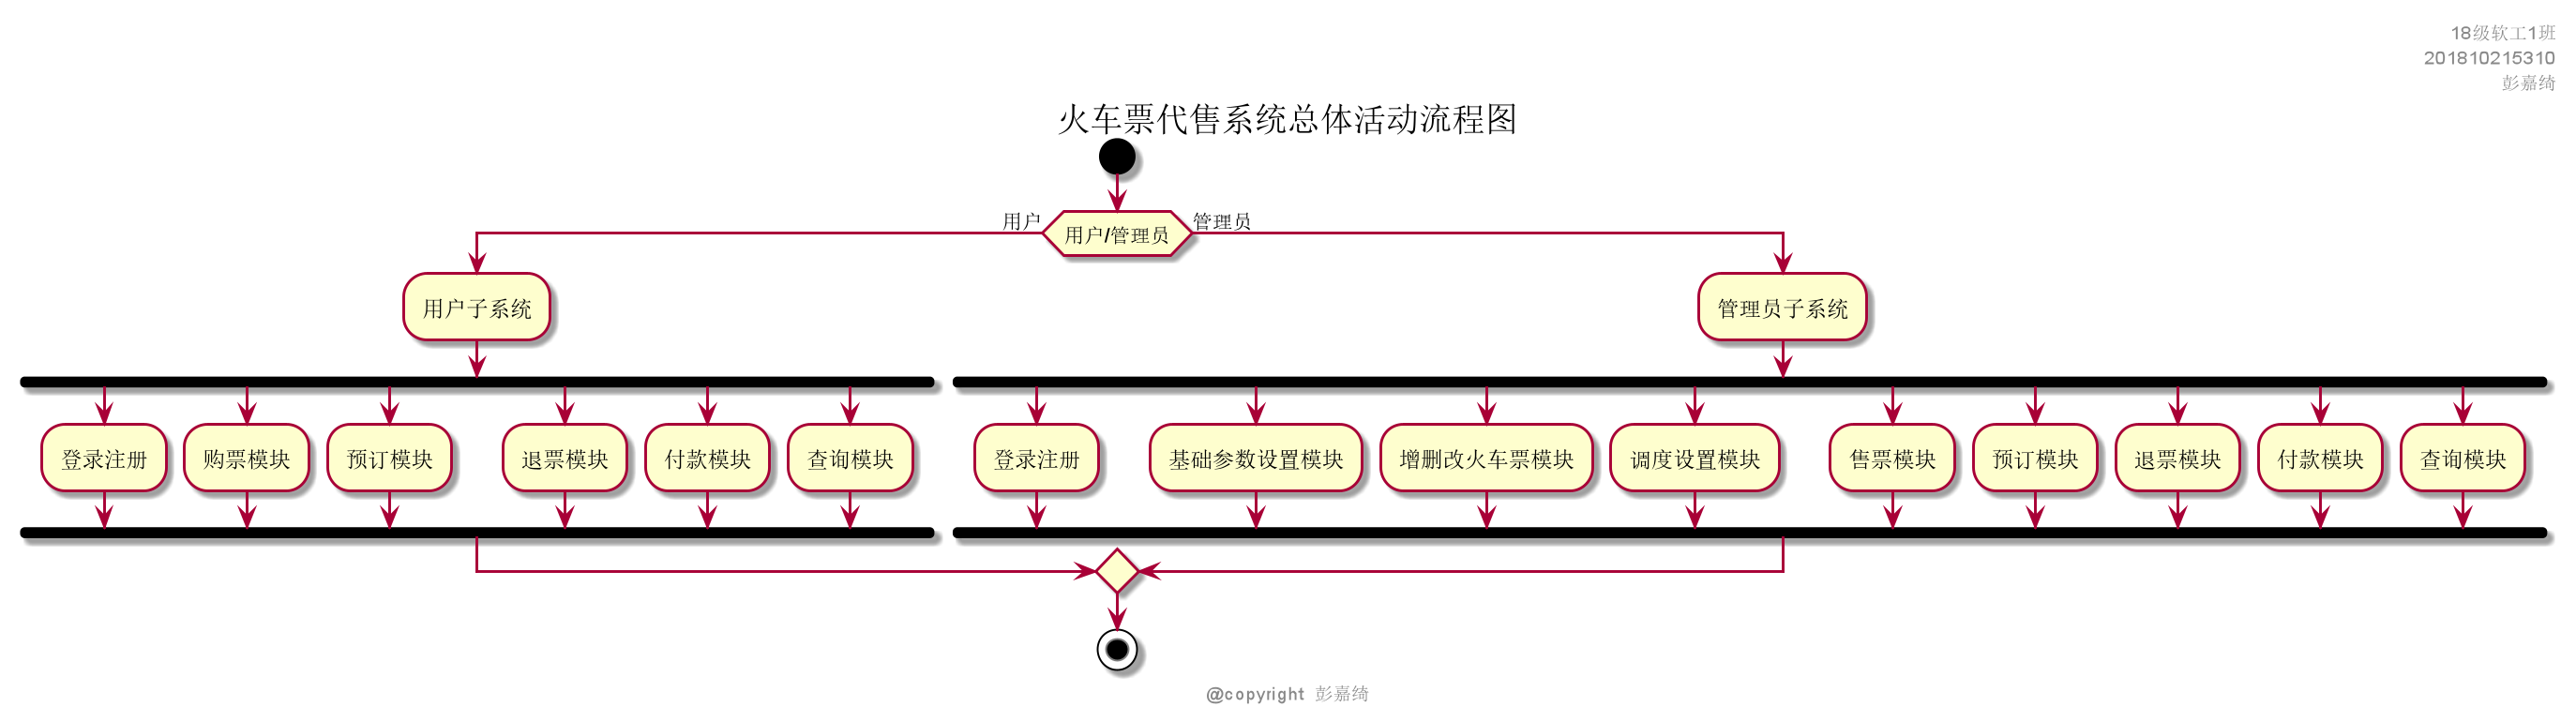 18级软工1班
201810215310
彭嘉绮
火车票代售系统总体活动流程图
用户
用户/管理员
管理员
用户子系统
管理员子系统
登录注册
购票模块
预订模块
退票模块
付款模块
查询模块
登录注册
基础参数设置模块
增删改火车票模块
调度设置模块
售票模块
预订模块
退票模块
付款模块
查询模块
@copyright 彭嘉绮